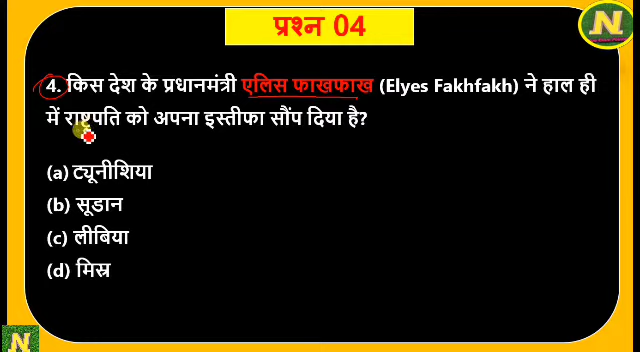 प्रश्न 04
N
4. किस देश के प्रधानमंत्री एलिस फाखफाख (Elyes Fakhfakh) ने हाल ही
में राष्ट्रपति को अपना इस्तीफा सौंप दिया है?
(a) ट्यूनीशिया
(b) सूडान
(c) लीबिया
(d) मिस्र
N